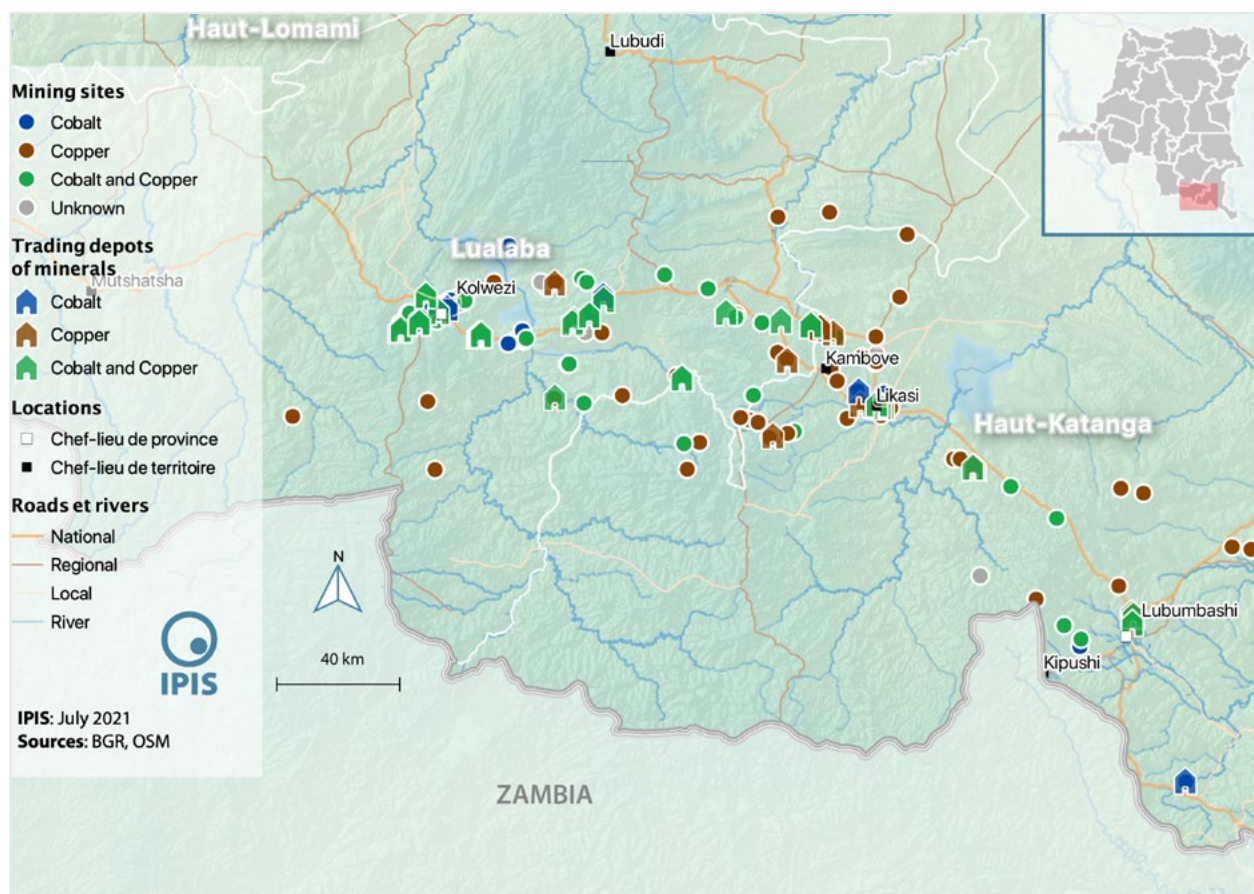 Haut-Lomami
Lubudi
Mining sites
Cobalt
Copper
Cobalt and Copper
Unknown
Trading depots
of minerals
Cobalt
Copper
Cobalt and Copper
Locations
Chef-lieu de province
Chef-lieu de territoire
Roads et rivers
National
Regional
Local
River
IPIS
IPIS: July 2021
Sources: BGR, OSM
Mutshatsha
Lualaba
Kolwezi
Kambove
Likasi
Haut-Katanga
Lubumbashi
Kipushi
N
40 km
ZAMBIA